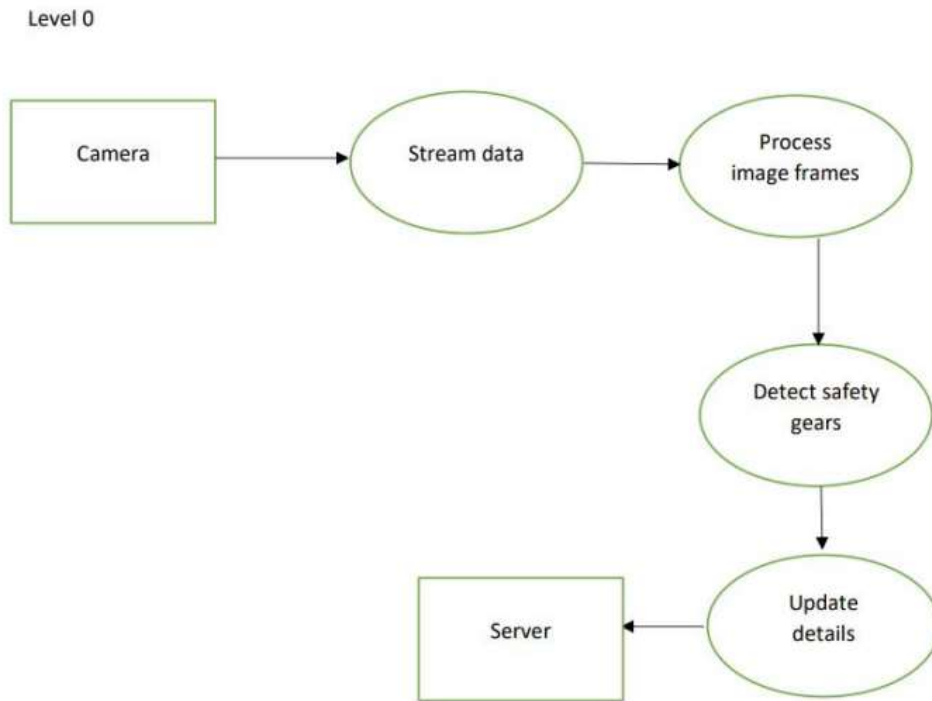 Level 0
Camera
Stream data
Process
image frames
Detect safety
gears
Update
details
Server